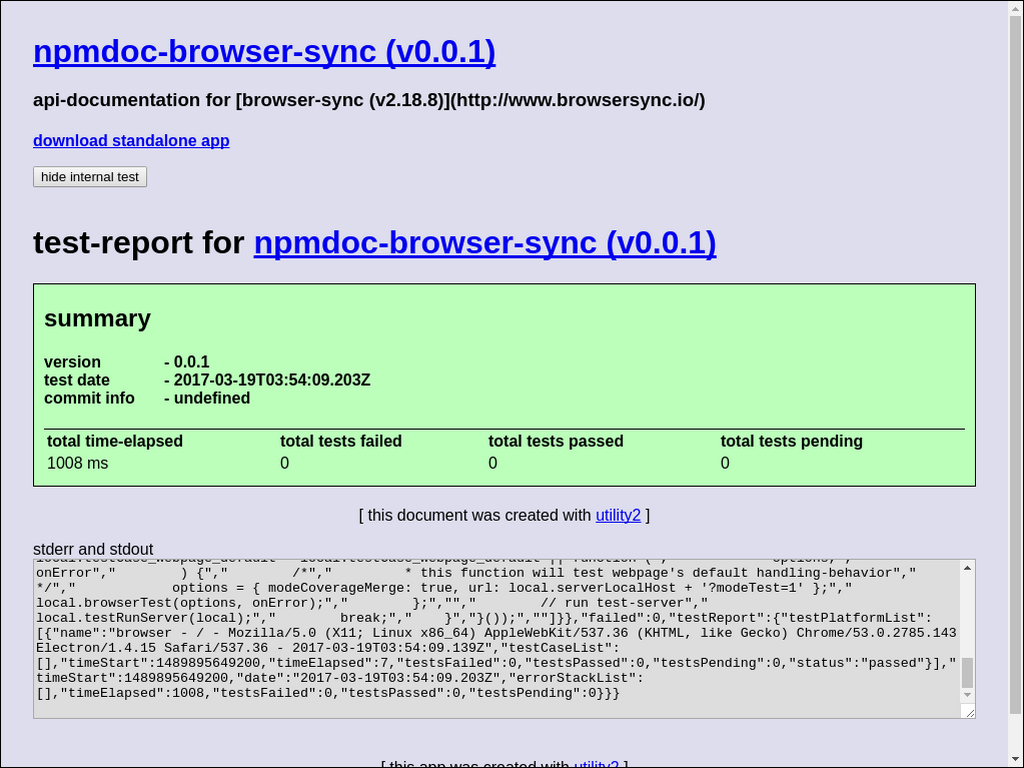 npmdoc-browser-sync (v0.0.1)
api-documentation for [browser-sync (v2.18.8)](http://www.browsersync.io/)
download standalone app
hide internal test
test-report for npmdoc-browser-sync (v0.0.1)
summary
version - 0.0.1
test date - 2017-03-19T03:54:09.203Z
commit info - undefined
total time-elapsed total tests failed total tests passed total tests pending
1008 ms 0 0 0
[ this document was created with utility2 ]
stderr and stdout
local.testCase_webpage_default = local.testCase_webpage_default || function (","            options,","
onError","        ) {","        /*","         * this function will test webpage's default handling-behavior","
*/","            options = { modeCoverageMerge: true, url: local.serverLocalHost + '?modeTest=1' };","
local.browserTest(options, onError);","        };","","        // run test-server","
local.testRunServer(local);","        break;","    }","}());",""]}},"failed":0,"testReport":{"testPlatformList":
[{"name":"browser - / - Mozilla/5.0 (X11; Linux x86_64) AppleWebKit/537.36 (KHTML, like Gecko) Chrome/53.0.2785.143
Electron/1.4.15 Safari/537.36 - 2017-03-19T03:54:09.139Z","testCaseList":
[],"timeStart":1489895649200,"timeElapsed":7,"testsFailed":0,"testsPassed":0,"testsPending":0,"status":"passed"}],"
timeStart":1489895649200,"date":"2017-03-19T03:54:09.203Z","errorStackList":
[],"timeElapsed":1008,"testsFailed":0,"testsPassed":0,"testsPending":0}}}
[ this app was created with utility2 ]